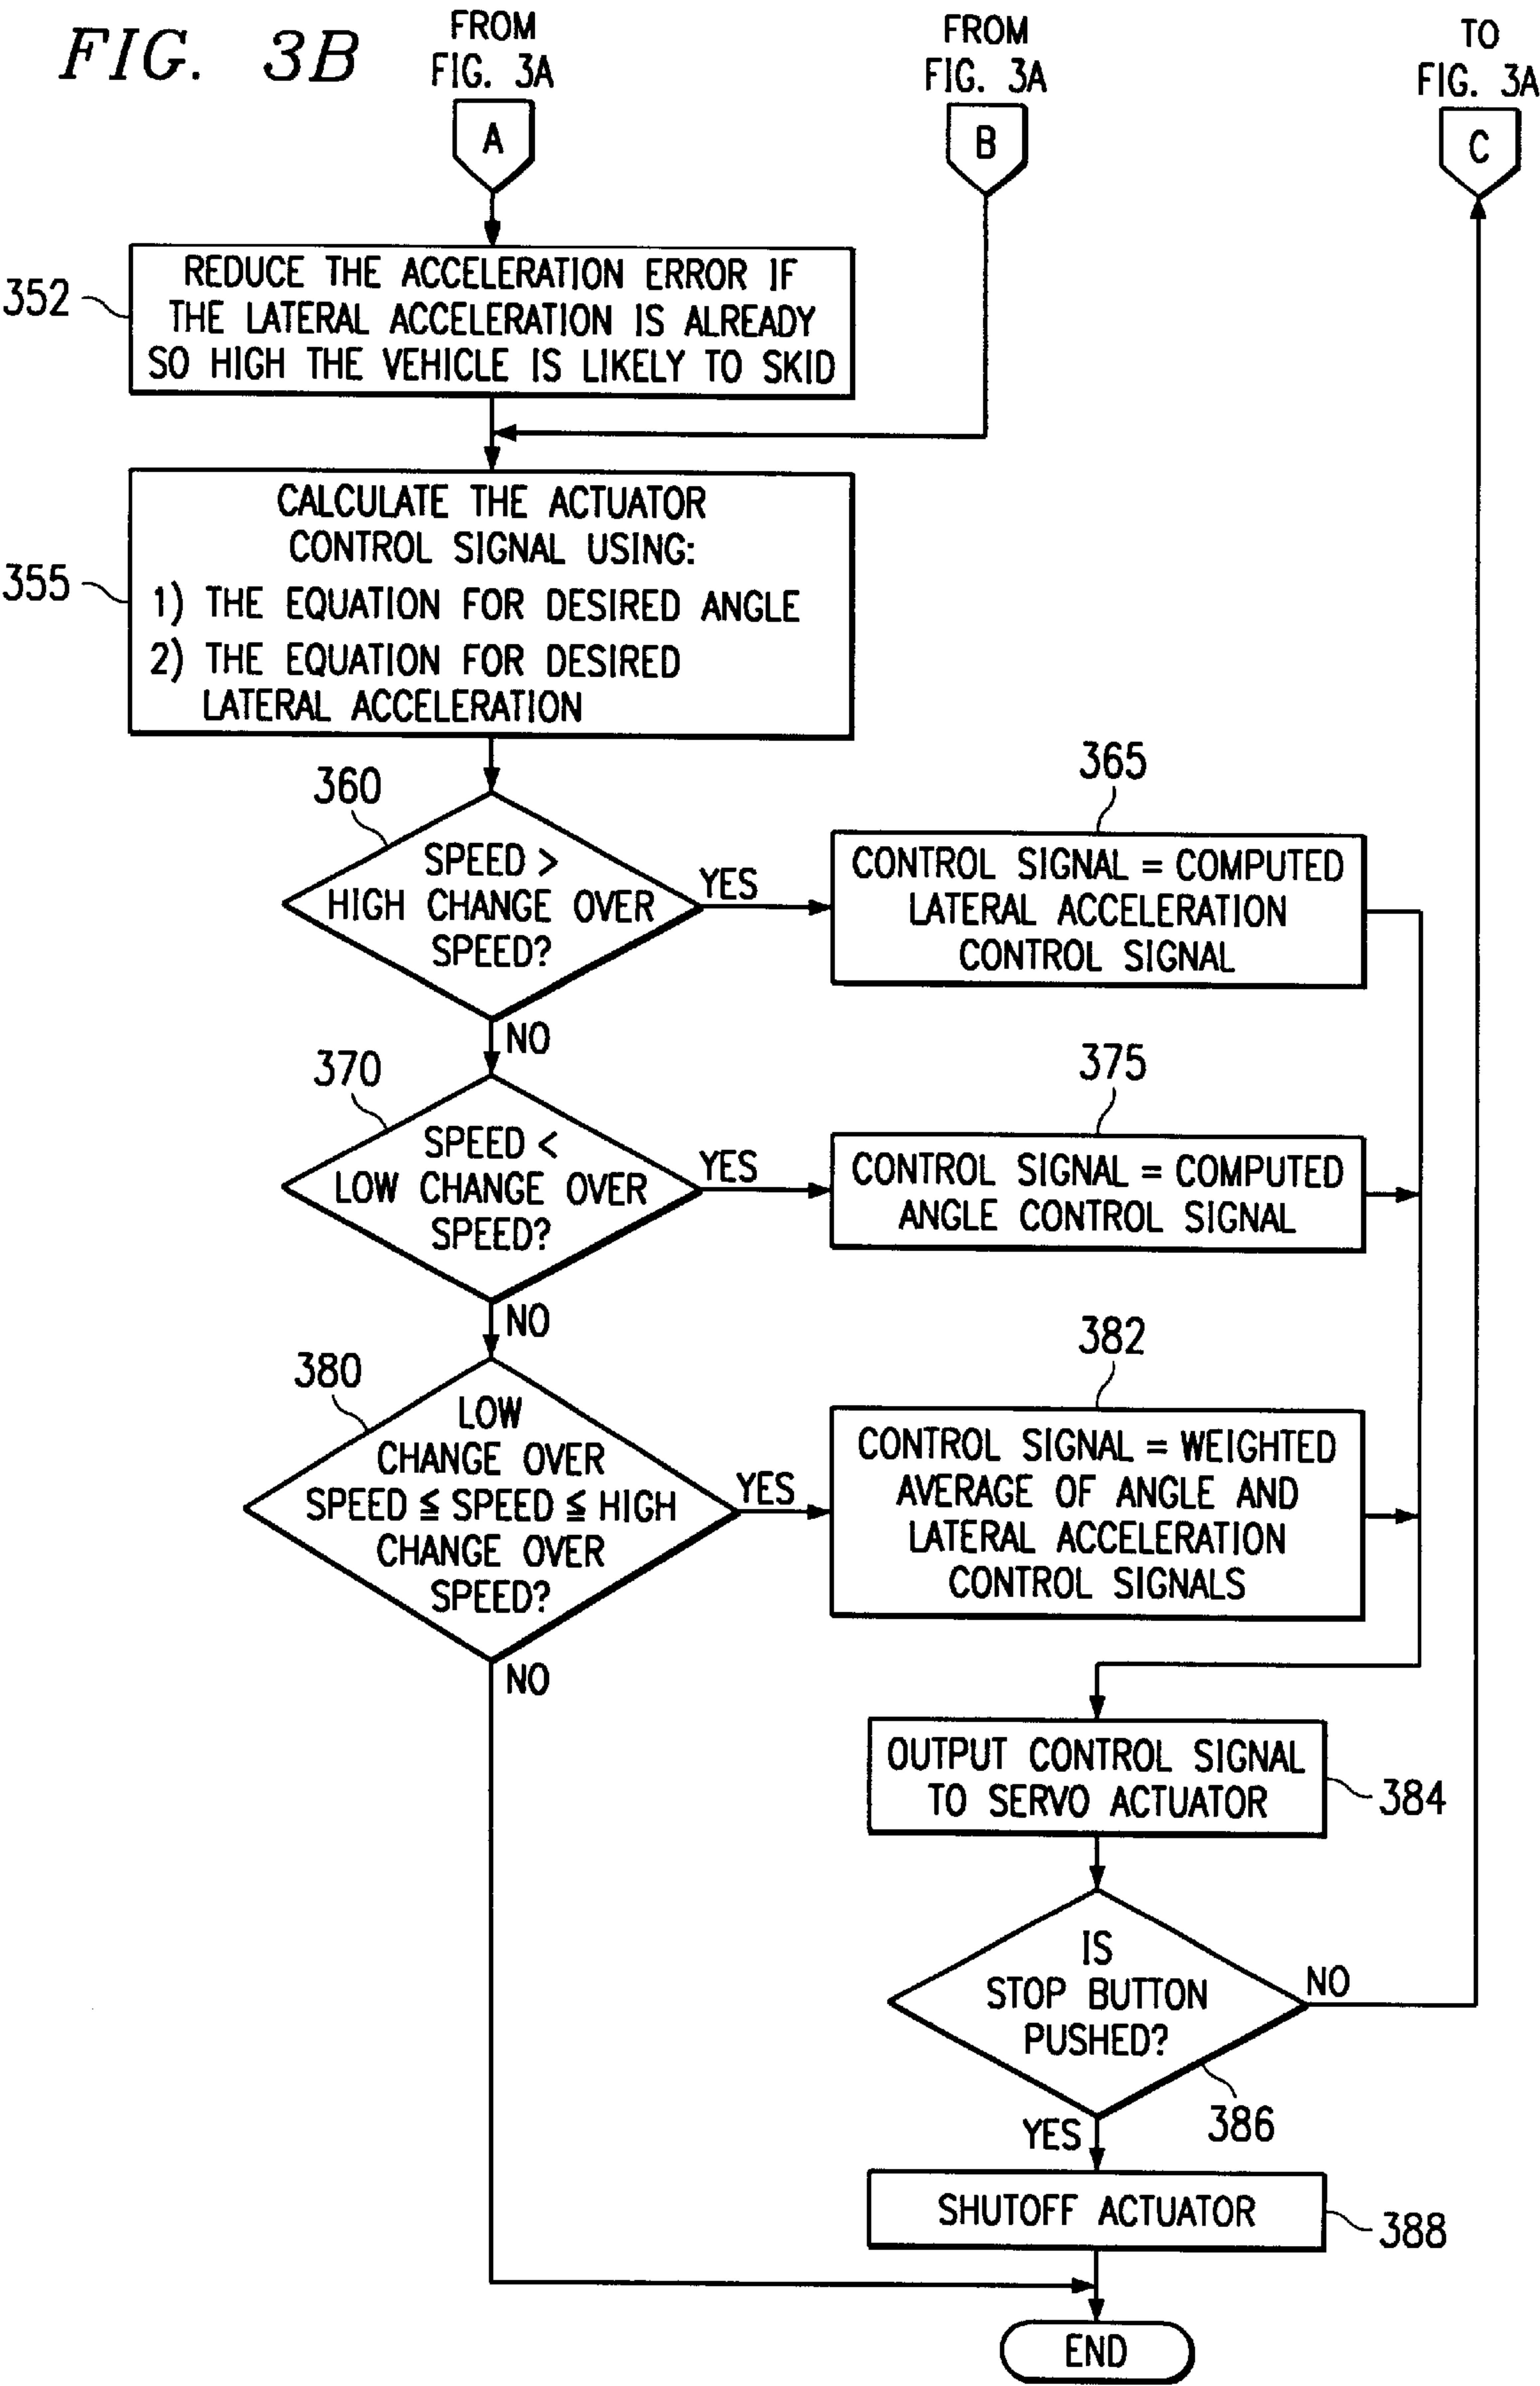 FIG. 3B
FROM
FIG. 3A
A
FROM
FIG. 3A
B
TO
FIG. 3A
C
352
REDUCE THE ACCELERATION ERROR IF
THE LATERAL ACCELERATION IS ALREADY
SO HIGH THE VEHICLE IS LIKELY TO SKID
355
CALCULATE THE ACTUATOR
CONTROL SIGNAL USING:
1) THE EQUATION FOR DESIRED ANGLE
2) THE EQUATION FOR DESIRED
LATERAL ACCELERATION
360
SPEED >
HIGH CHANGE OVER
SPEED?
YES
NO
365
CONTROL SIGNAL = COMPUTED
LATERAL ACCELERATION
CONTROL SIGNAL
370
SPEED <
LOW CHANGE OVER
SPEED?
YES
NO
375
CONTROL SIGNAL = COMPUTED
ANGLE CONTROL SIGNAL
380
LOW
CHANGE OVER
SPEED ≦ SPEED ≦ HIGH
CHANGE OVER
SPEED?
YES
NO
382
CONTROL SIGNAL = WEIGHTED
AVERAGE OF ANGLE AND
LATERAL ACCELERATION
CONTROL SIGNALS
OUTPUT CONTROL SIGNAL
TO SERVO ACTUATOR
384
IS
STOP BUTTON
PUSHED?
NO
386
YES
SHUTOFF ACTUATOR
388
END